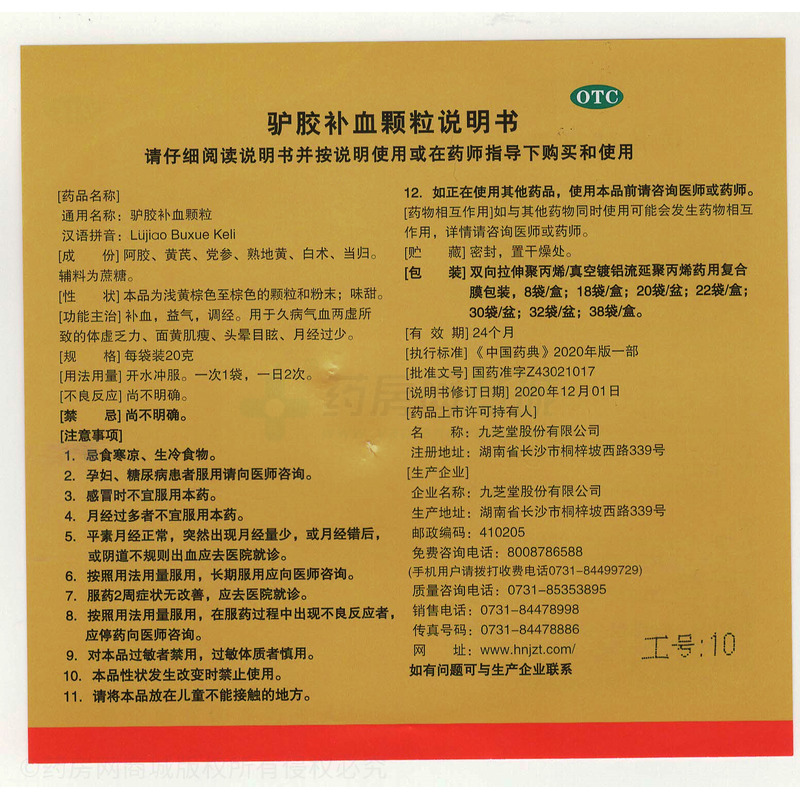 OTC
驴胶补血颗粒说明书
请仔细阅读说明书并按说明使用或在药师指导下购买和使用
[药品名称]
通用名称：驴胶补血颗粒
汉语拼音：Lüjiao Buxue Keli
[成　　份] 阿胶、黄芪、党参、熟地黄、白术、当归。
辅料为蔗糖。
[性　　状] 本品为浅黄棕色至棕色的颗粒和粉末；味甜。
[功能主治] 补血，益气，调经。用于久病气血两虚所
致的体虚乏力、面黄肌瘦、头晕目眩、月经过少。
[规　　格] 每袋装20克
[用法用量] 开水冲服。一次1袋，一日2次。
[不良反应] 尚不明确。
[禁　　忌] 尚不明确。
[注意事项]
1. 忌食寒凉、生冷食物。
2. 孕妇、糖尿病患者服用请向医师咨询。
3. 感冒时不宜服用本药。
4. 月经过多者不宜服用本药。
5. 平素月经正常，突然出现月经量少，或月经错后，
或阴道不规则出血应去医院就诊。
6. 按照用法用量服用，长期服用应向医师咨询。
7. 服药2周症状无改善，应去医院就诊。
8. 按照用法用量服用，在服药过程中出现不良反应者，
应停药向医师咨询。
9. 对本品过敏者禁用，过敏体质者慎用。
10. 本品性状发生改变时禁止使用。
11. 请将本品放在儿童不能接触的地方。
12. 如正在使用其他药品，使用本品前请咨询医师或药师。
[药物相互作用]如与其他药物同时使用可能会发生药物相互
作用，详情请咨询医师或药师。
[贮　　藏] 密封，置干燥处。
[包　　装] 双向拉伸聚丙烯/真空镀铝流延聚丙烯药用复合
膜包装，8袋/盒；18袋/盒；20袋/盆；22袋/盒；
30袋/盆；32袋/盆；38袋/盒。
[有 效 期] 24个月
[执行标准] 《中国药典》2020年版一部
[批准文号] 国药准字Z43021017
[说明书修订日期] 2020年12月01日
[药品上市许可持有人]
名　　称：九芝堂股份有限公司
注册地址：湖南省长沙市桐梓坡西路339号
[生产企业]
企业名称：九芝堂股份有限公司
生产地址：湖南省长沙市桐梓坡西路339号
邮政编码：410205
免费咨询电话：8008786588
(手机用户请拨打收费电话0731-84499729)
质量咨询电话：0731-85353895
销售电话：0731-84478998
传真号码：0731-84478886
网　　址：www.hnjzt.com/
如有问题可与生产企业联系
工号:10
©药房网商城版权所有侵权必究